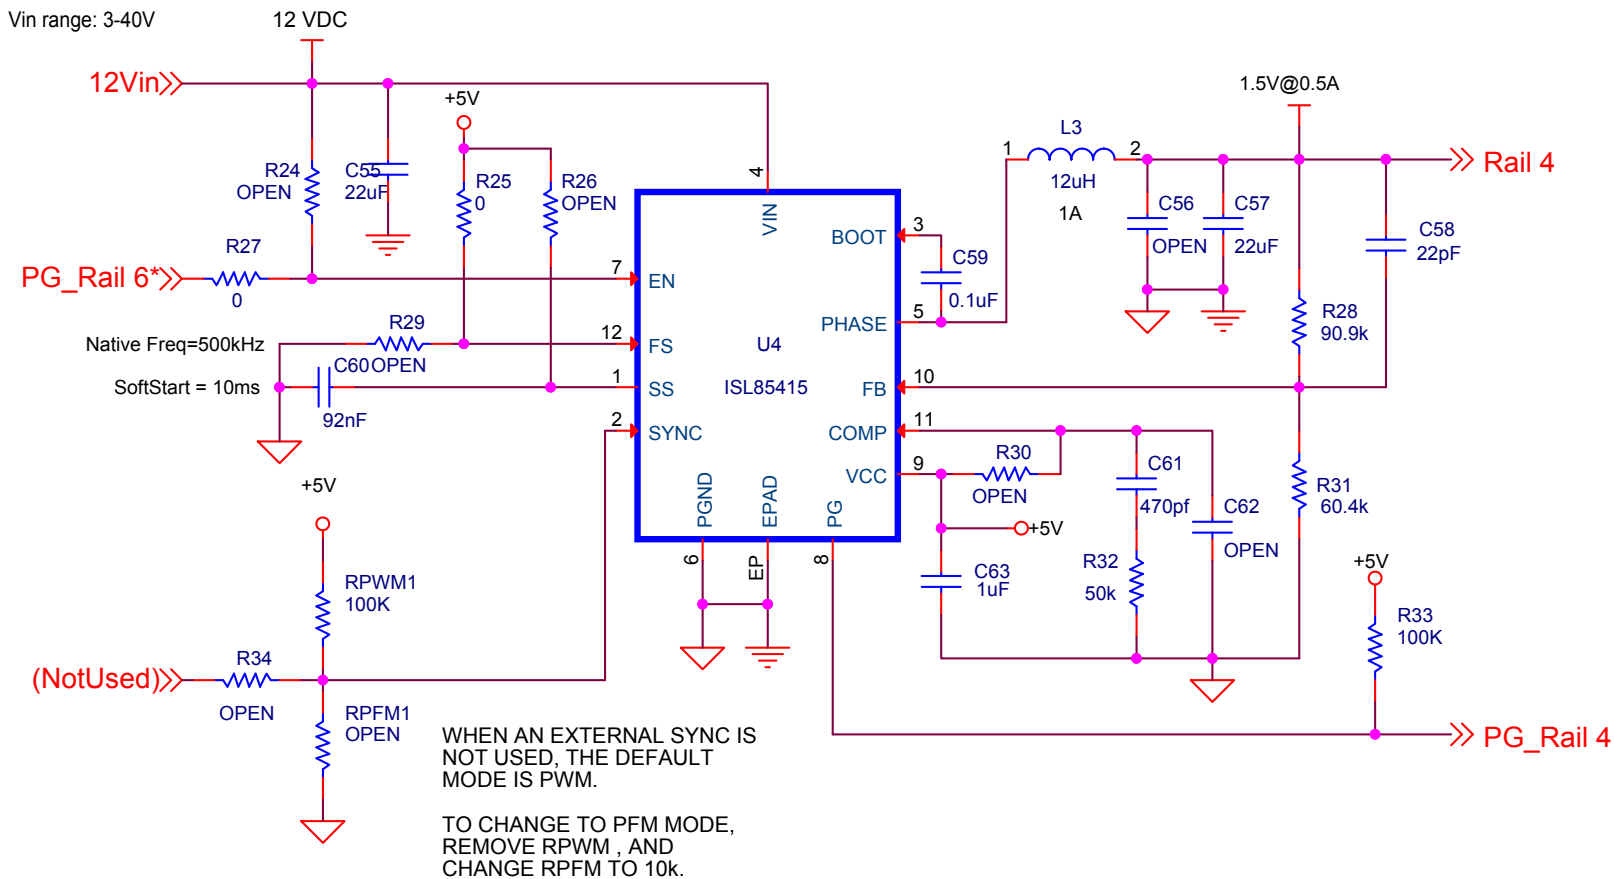 Vin range: 3-40V
12 VDC
12Vin
+5V
1.5V@0.5A
R24
OPEN
C55
22uF
R25
0
R26
OPEN
4
VIN
L3
1
2
12uH
1A
Rail 4
C56
OPEN
C57
22uF
C58
22pF
BOOT
3
C59
0.1uF
R27
0
PG_Rail 6*
7
EN
PHASE
5
R28
90.9k
Native Freq=500kHz
R29
OPEN
12
FS
U4
ISL85415
SoftStart = 10ms
C60
92nF
1
SS
FB
10
2
SYNC
COMP
11
VCC
9
R30
OPEN
C61
470pf
C62
OPEN
R31
60.4k
PGND
EPAD
PG
6
EP
8
+5V
+5V
C63
1uF
R32
50k
+5V
R33
100K
RPWM1
100K
(NotUsed)
R34
OPEN
RPFM1
OPEN
PG_Rail 4
WHEN AN EXTERNAL SYNC IS
NOT USED, THE DEFAULT
MODE IS PWM.
TO CHANGE TO PFM MODE,
REMOVE RPWM , AND
CHANGE RPFM TO 10k.